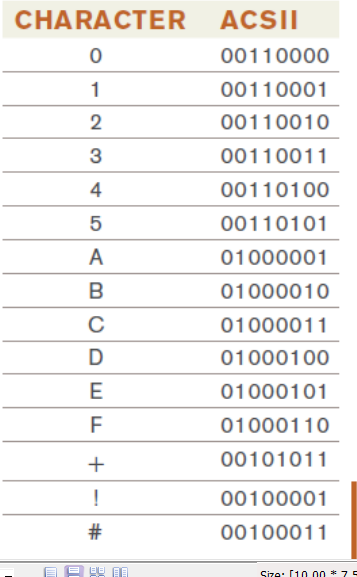 CHARACTER ACSII
0 00110000
1 00110001
2 00110010
3 00110011
4 00110100
5 00110101
A 01000001
B 01000010
C 01000011
D 01000100
E 01000101
F 01000110
+ 00101011
! 00100001
# 00100011
Size: [10.00 * 7.5